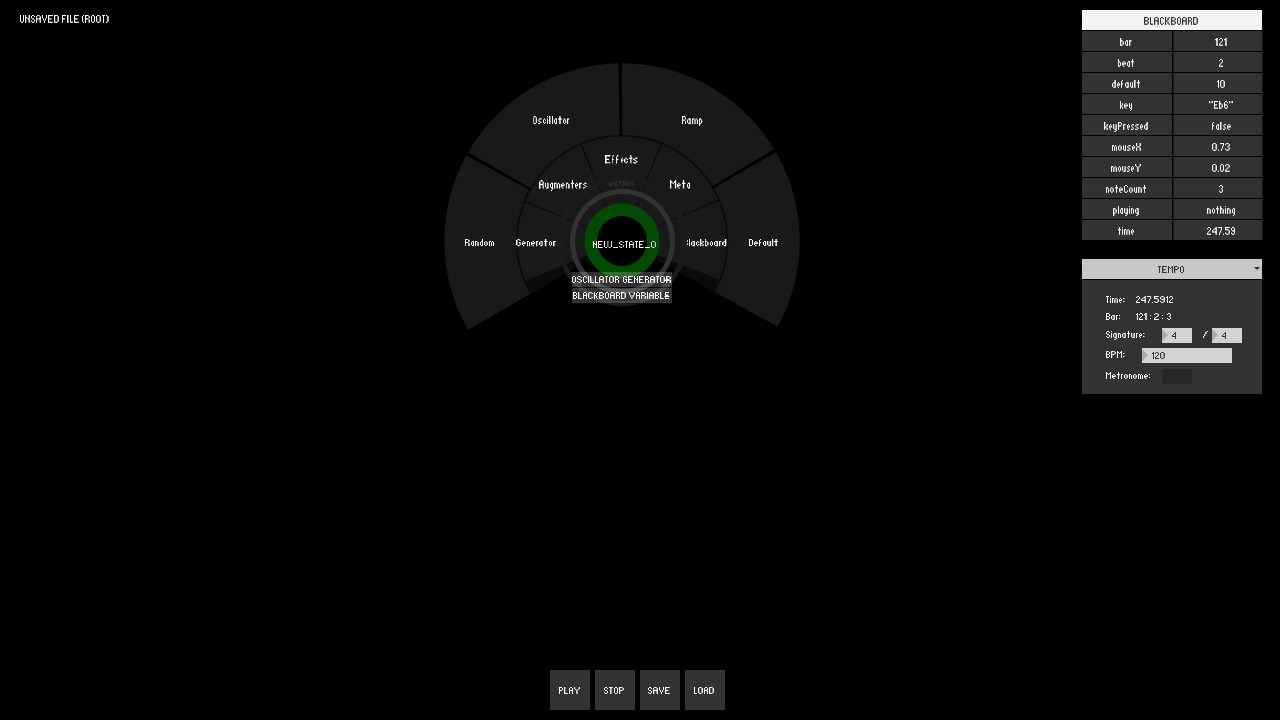 UNSAVED FILE (ROOT)
BLACKBOARD
bar 121
beat 2
default 10
key "Eb6"
keyPressed false
mouseX 0.73
mouseY 0.02
noteCount 3
playing nothing
time 247.59
Oscillator Ramp
Effects
Augmenters Meta
Random Generator NEW_STATE_0 Blackboard Default
OSCILLATOR GENERATOR
BLACKBOARD VARIABLE
TEMPO
Time: 247.5912
Bar: 121 : 2 : 3
Signature: 4 / 4
BPM: 120
Metronome:
PLAY STOP SAVE LOAD